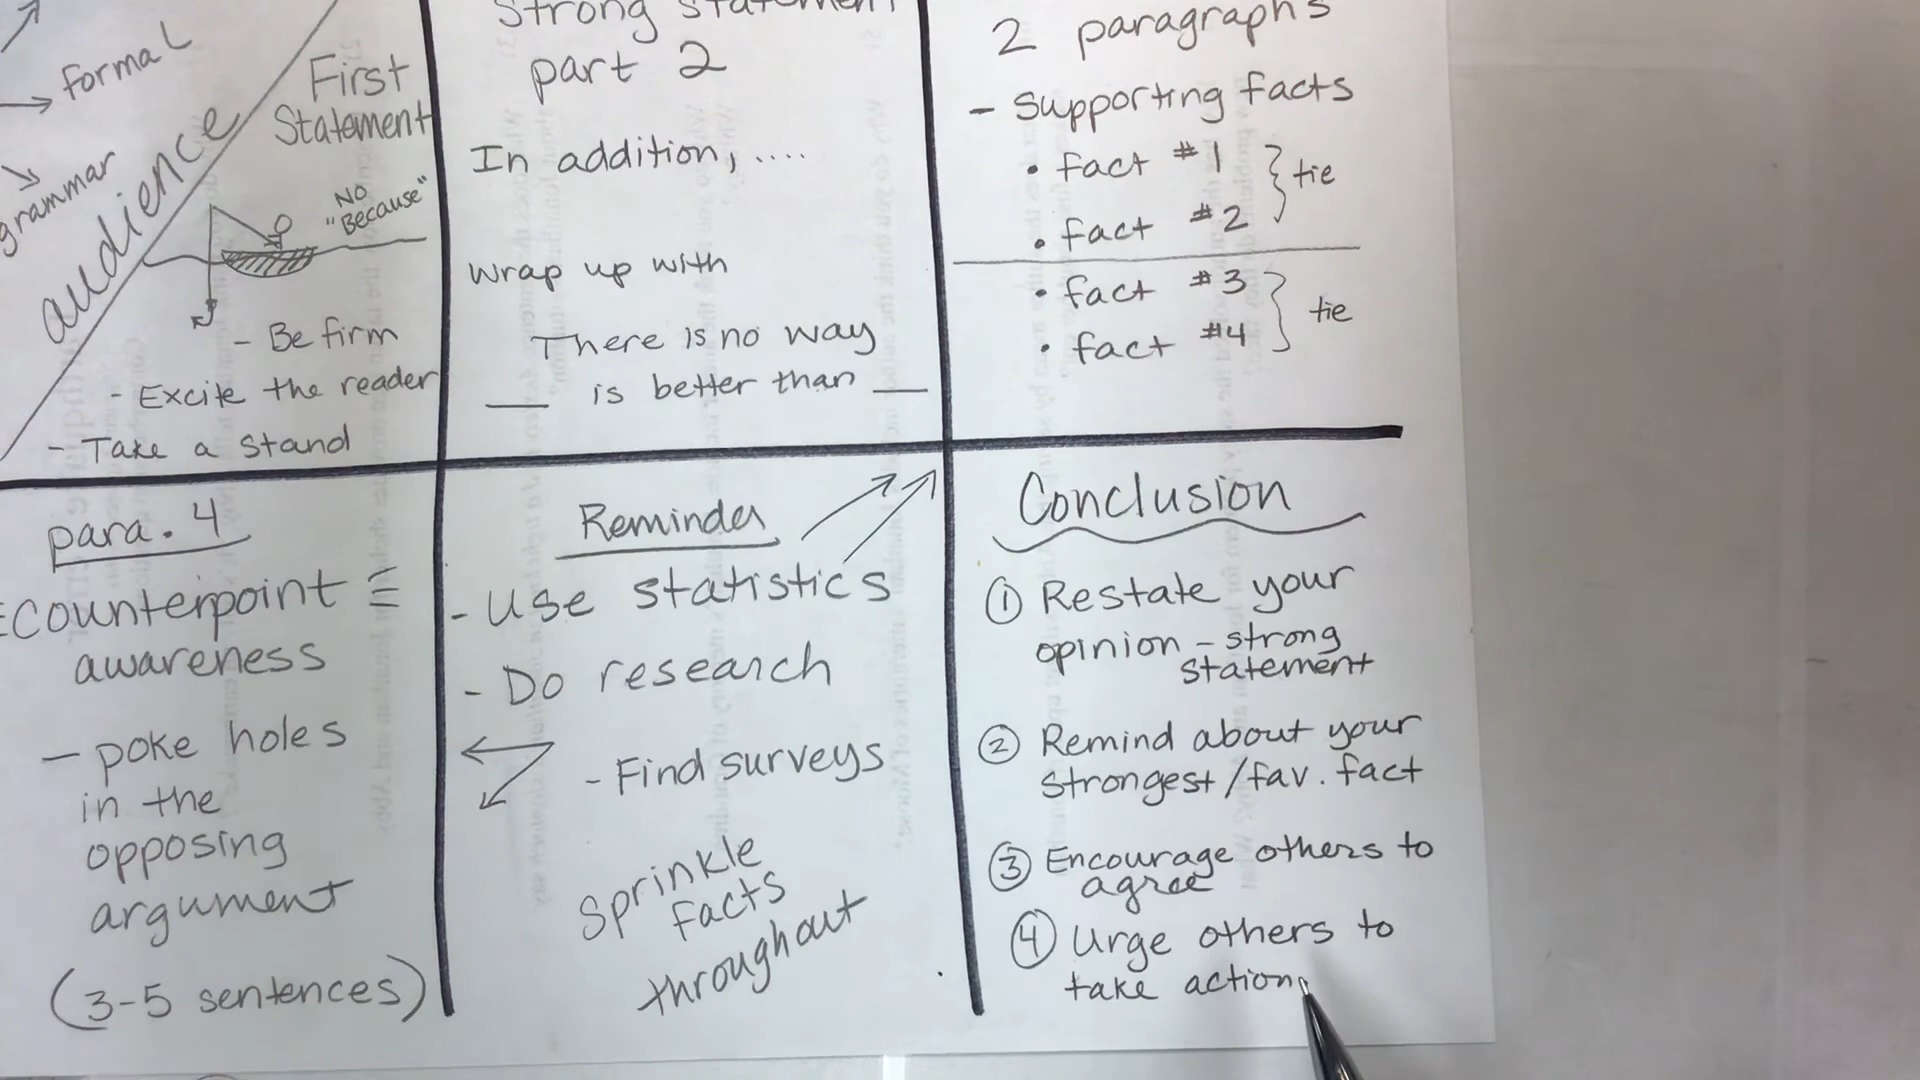 formal
grammar
audience
First
Statement
NO
"Because"
- Be firm
- Excite the reader
- Take a stand
Strong statement
part 2
In addition, ....
wrap up with
There is no way
___ is better than ___
2 paragraphs
- Supporting facts
• fact #1
tie
• fact #2
• fact #3
tie
• fact #4
para. 4
Counterpoint
awareness
- poke holes
in the
opposing
argument
(3-5 sentences)
Reminder
- Use statistics
- Do research
- Find surveys
Sprinkle
facts
throughout
Conclusion
① Restate your
opinion - strong
statement
② Remind about your
strongest/fav. fact
③ Encourage others to
agree
④ Urge others to
take action